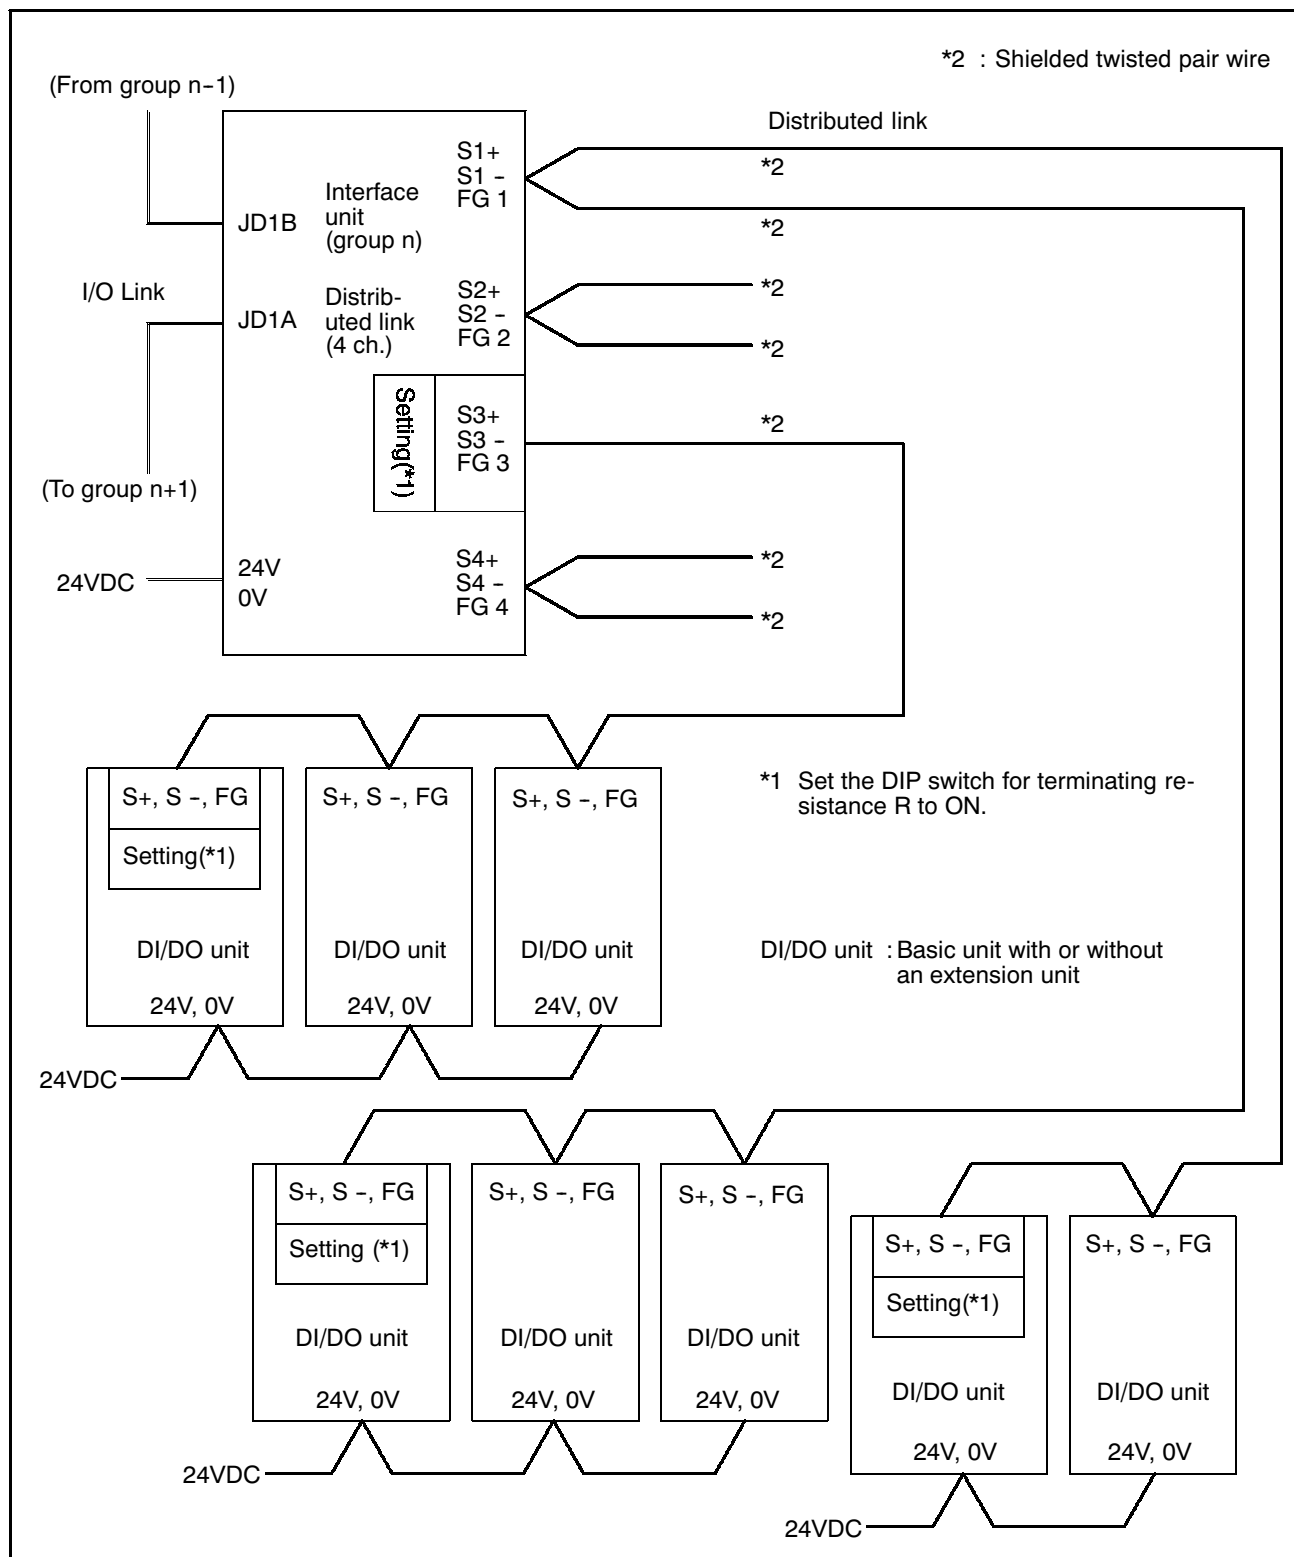 *2 : Shielded twisted pair wire
(From group n-1)
Distributed link
S1+
S1 -
FG 1
*2
Interface
unit
(group n)
JD1B
*2
I/O Link
S2+
S2 -
FG 2
*2
JD1A
Distrib-
uted link
(4 ch.)
*2
Setting(*1)
S3+
S3 -
FG 3
*2
(To group n+1)
24VDC
24V
0V
S4+
S4 -
FG 4
*2
*2
S+, S -, FG
S+, S -, FG
S+, S -, FG
Setting(*1)
*1 Set the DIP switch for terminating re-
sistance R to ON.
DI/DO unit
DI/DO unit
DI/DO unit
DI/DO unit : Basic unit with or without
an extension unit
24V, 0V
24V, 0V
24V, 0V
24VDC
S+, S -, FG
S+, S -, FG
S+, S -, FG
Setting (*1)
S+, S -, FG
S+, S -, FG
Setting(*1)
DI/DO unit
DI/DO unit
DI/DO unit
DI/DO unit
DI/DO unit
24V, 0V
24V, 0V
24V, 0V
24V, 0V
24V, 0V
24VDC
24VDC